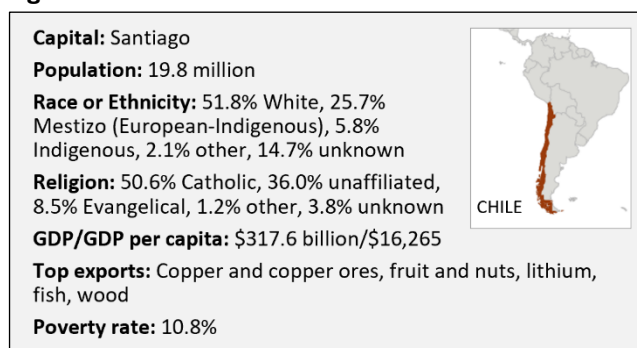 Capital: Santiago
Population: 19.8 million
Race or Ethnicity: 51.8% White, 25.7%
Mestizo (European-Indigenous), 5.8%
Indigenous, 2.1% other, 14.7% unknown
Religion: 50.6% Catholic, 36.0% unaffiliated,
8.5% Evangelical, 1.2% other, 3.8% unknown
CHILE
GDP/GDP per capita: $317.6 billion/$16,265
Top exports: Copper and copper ores, fruit and nuts, lithium,
fish, wood
Poverty rate: 10.8%